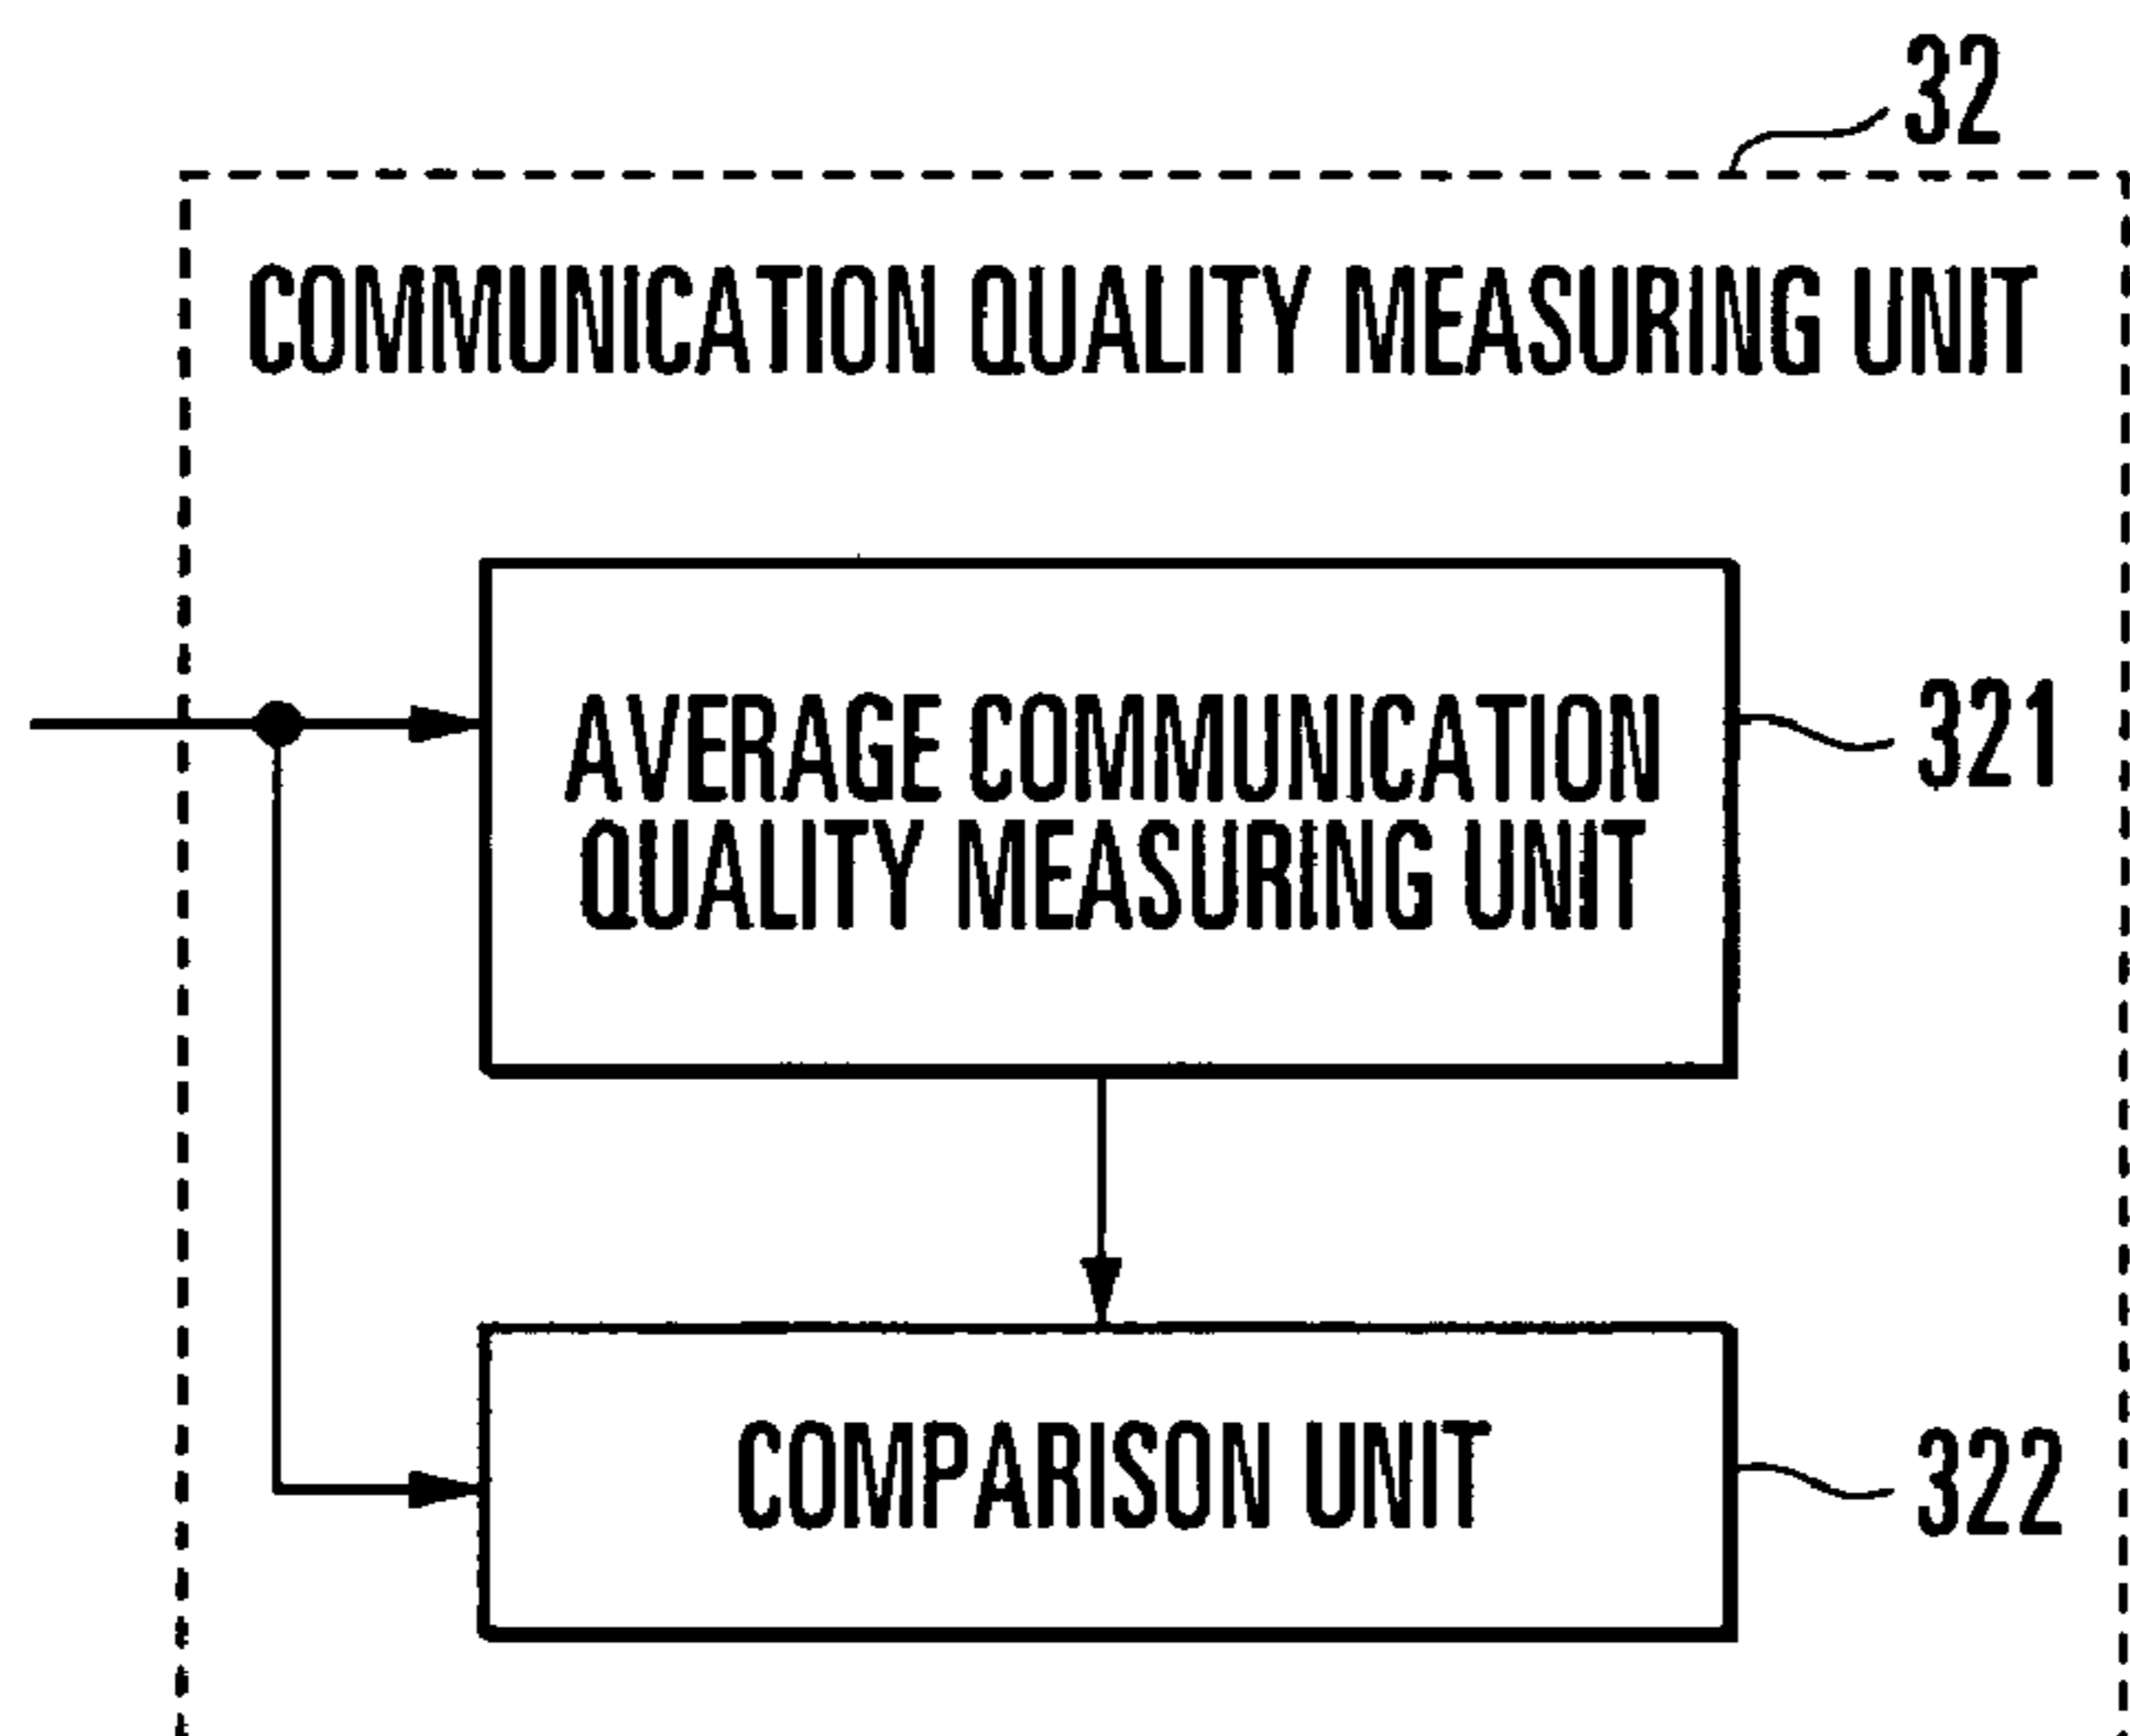 32
COMMUNICATION QUALITY MEASURING UNIT
AVERAGE COMMUNICATION
QUALITY MEASURING UNIT
321
COMPARISON UNIT
322